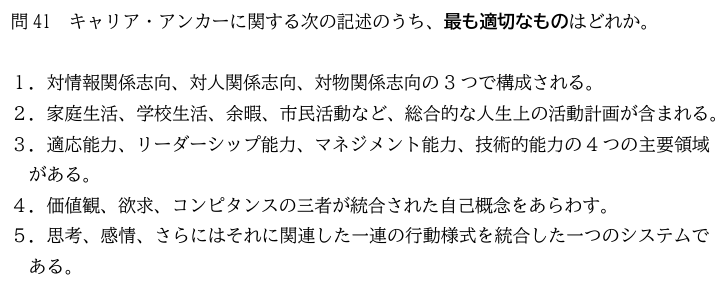 問 41　キャリア・アンカーに関する次の記述のうち、最も適切なものはどれか。
１．対情報関係志向、対人関係志向、対物関係志向の３つで構成される。
２．家庭生活、学校生活、余暇、市民活動など、総合的な人生上の活動計画が含まれる。
３．適応能力、リーダーシップ能力、マネジメント能力、技術的能力の４つの主要領域
がある。
４．価値観、欲求、コンピタンスの三者が統合された自己概念をあらわす。
５．思考、感情、さらにはそれに関連した一連の行動様式を統合した一つのシステムで
ある。